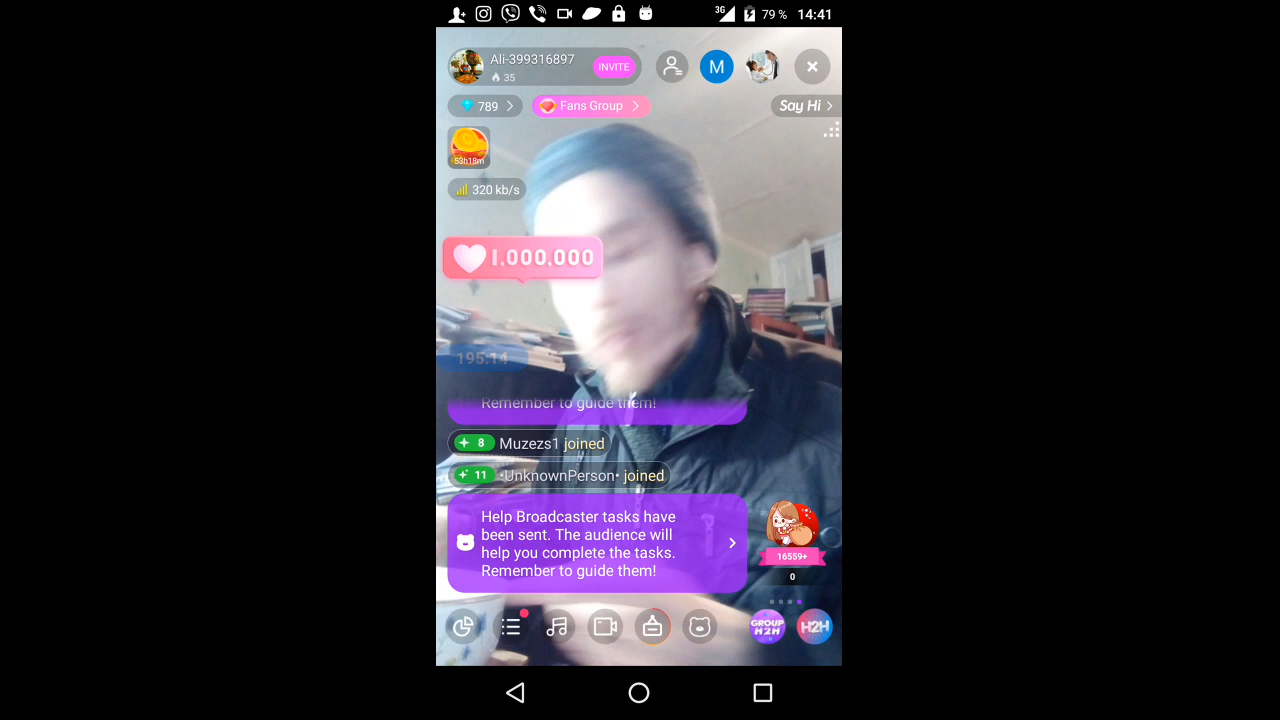 3G
79 %
14:41
Ali-399316897
35
INVITE
M
789
Fans Group
Say Hi
53h18m
320 kb/s
1,000,000
195:14
Remember to guide them!
8 Muzezs1 joined
11 •UnknownPerson• joined
Help Broadcaster tasks have
been sent. The audience will
help you complete the tasks.
Remember to guide them!
16559+
0
GROUP
H2H
H2H